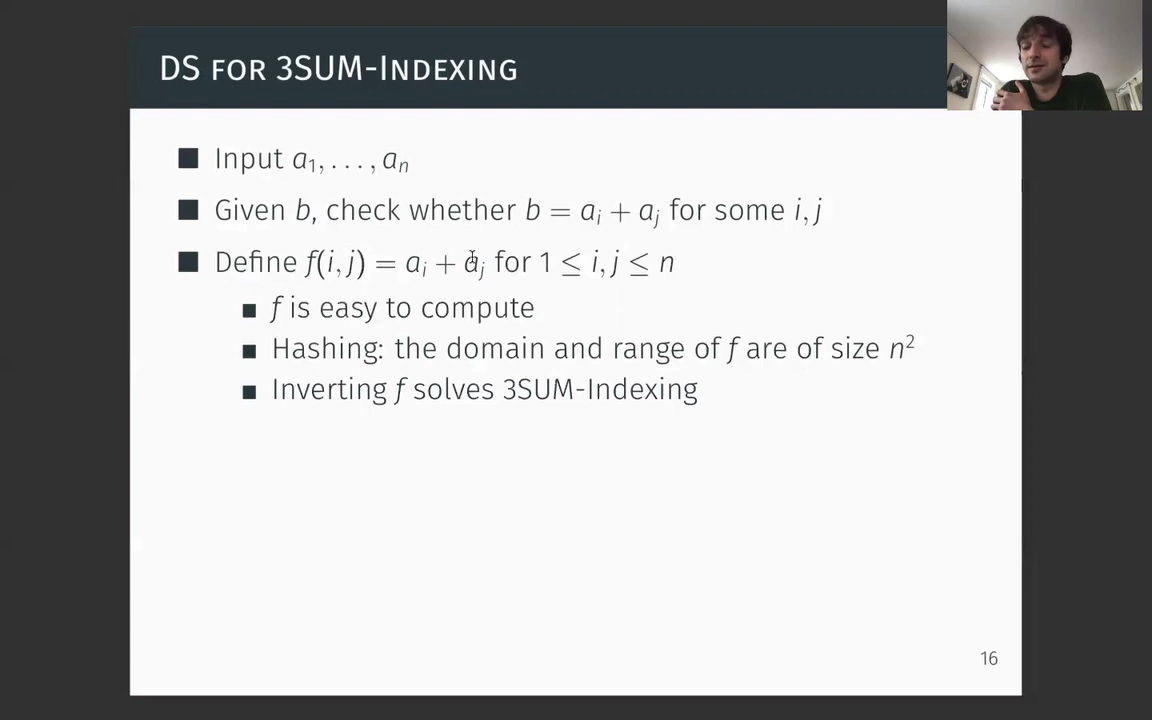 DS FOR 3SUM-INDEXING
■ Input a₁, . . . , aₙ
■ Given b, check whether b = aᵢ + aⱼ for some i, j
■ Define f(i, j) = aᵢ + aⱼ for 1 ≤ i, j ≤ n
■ f is easy to compute
■ Hashing: the domain and range of f are of size n²
■ Inverting f solves 3SUM-Indexing
16